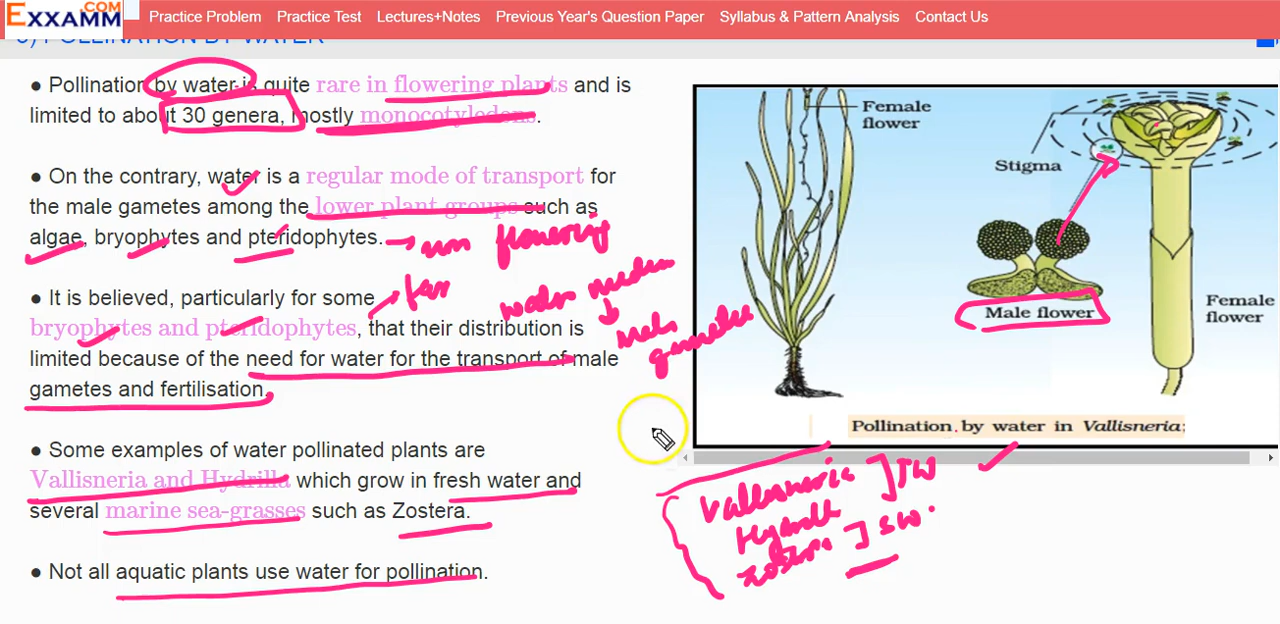 EXXAMM
.COM
Practice Problem Practice Test Lectures+Notes Previous Year's Question Paper Syllabus & Pattern Analysis Contact Us
POLLINATION BY WATER
● Pollination by water is quite rare in flowering plants and is
limited to about 30 genera, mostly monocotyledons.
● On the contrary, water is a regular mode of transport for
the male gametes among the lower plant groups such as
algae, bryophytes and pteridophytes.
non flowering
● It is believed, particularly for some
bryophytes and pteridophytes, that their distribution is
limited because of the need for water for the transport of male
gametes and fertilisation.
water
male
gametes
● Some examples of water pollinated plants are
Vallisneria and Hydrilla which grow in fresh water and
several marine sea-grasses such as Zostera.
● Not all aquatic plants use water for pollination.
Female
flower
Stigma
Male flower
Female
flower
Pollination by water in Vallisneria;
Vallisneria
Zostera ] SW.